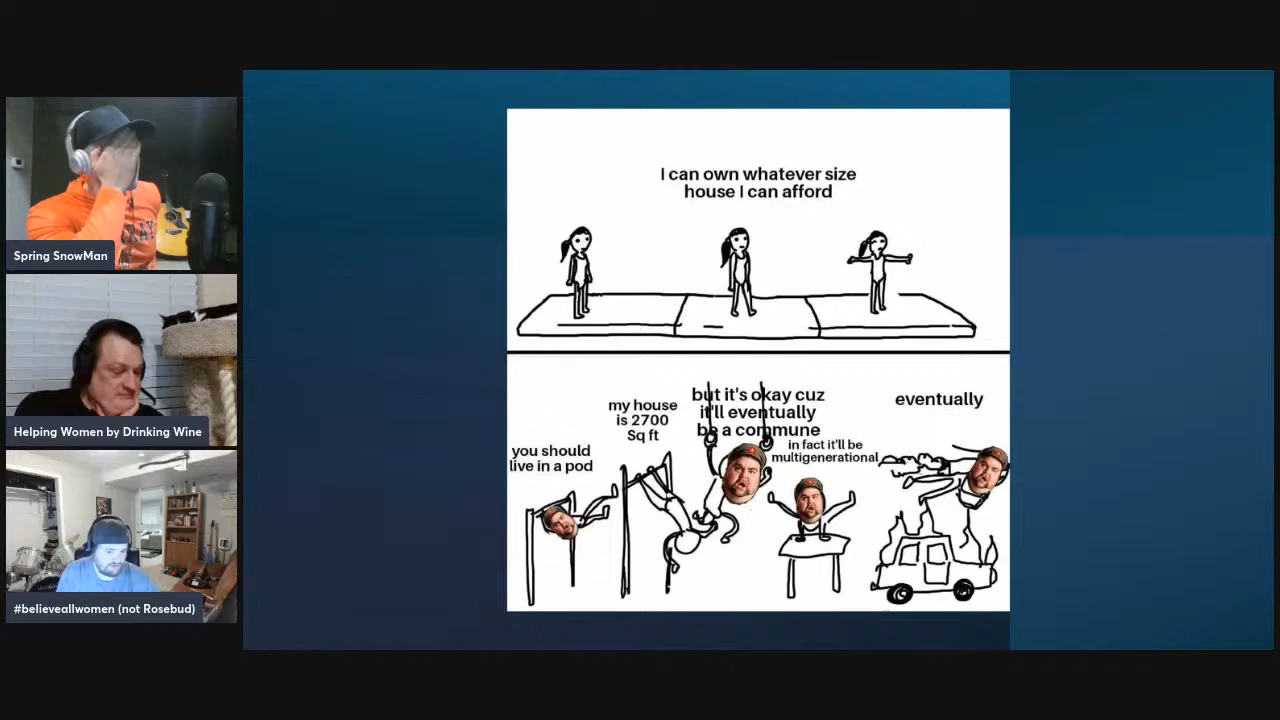 I can own whatever size
house I can afford
you should
live in a pod
my house
is 2700
Sq ft
but it's okay cuz
it'll eventually
be a commune
in fact it'll be
multigenerational
eventually
Spring SnowMan
Helping Women by Drinking Wine
#believeallwomen (not Rosebud)